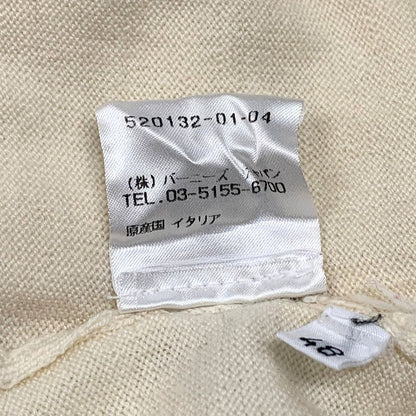 520132-01-04
(株) バーニーズ ジャパン
TEL.03-5155-6700
原産国 イタリア
48